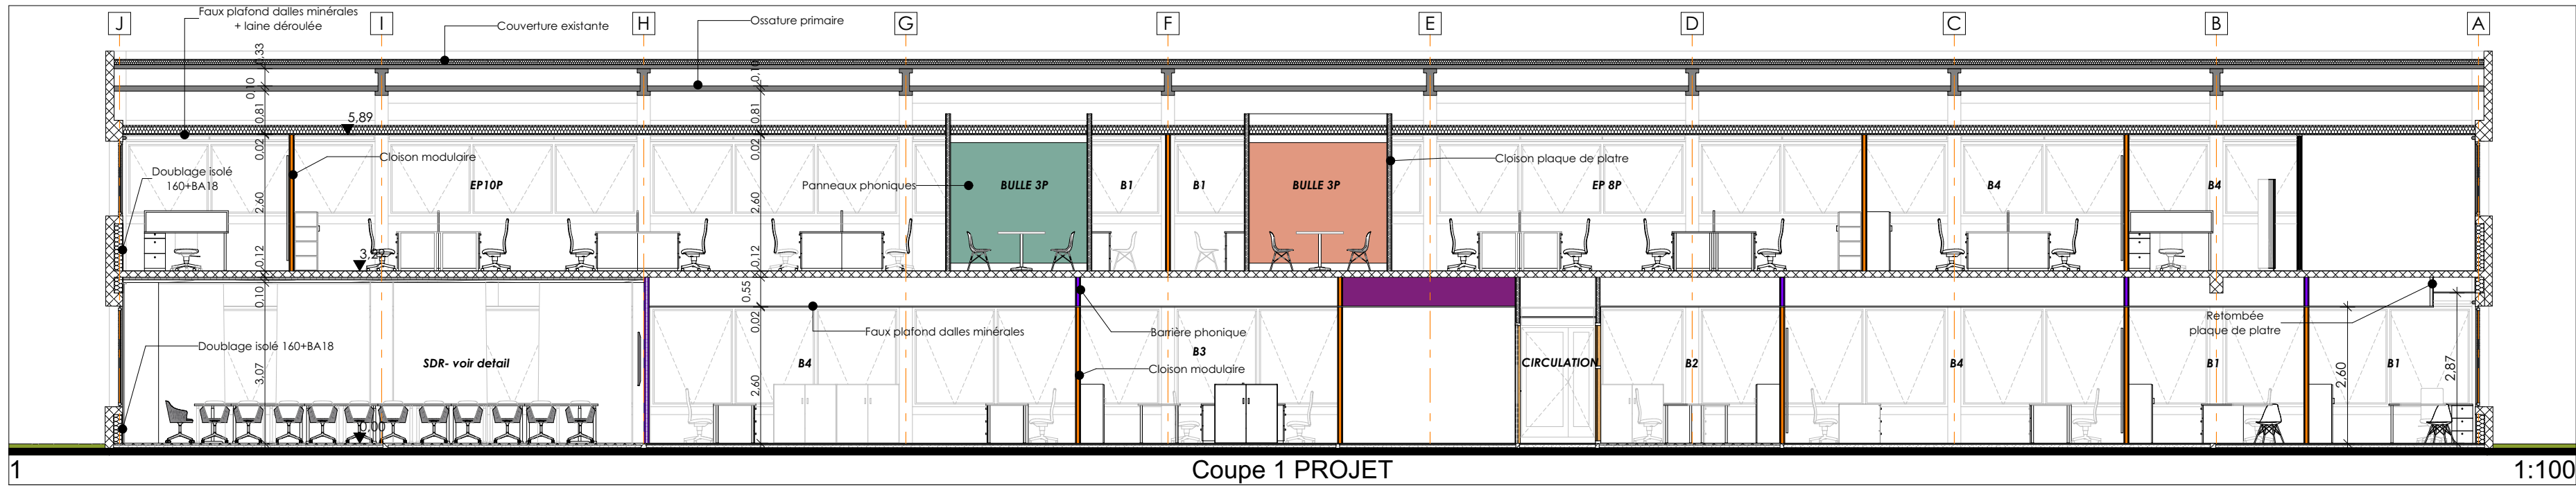 J I H G F E D C B A
Faux plafond dalles minérales
+ laine déroulée
Couverture existante
Ossature primaire
0,33
0,10
0,10
0,81
0,81
5,89
0,02
0,02
Doublage isolé
160+BA18
Cloison modulaire
EP10P
Panneaux phoniques
BULLE 3P
B1
B1
BULLE 3P
Cloison plaque de platre
EP 8P
B4
B4
2,60
2,60
0,12
0,12
0,10
0,55
0,02
Faux plafond dalles minérales
Barrière phonique
Retombée
plaque de platre
Doublage isolé 160+BA18
SDR- voir detail
B4
B3
Cloison modulaire
CIRCULATION
B2
B4
B1
B1
3,07
2,60
2,60
2,87
0,00
1
Coupe 1 PROJET
1:100